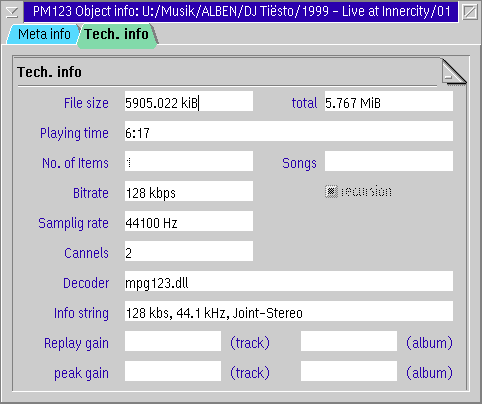 PM123 Object info: U:/Musik/ALBEN/DJ Tiësto/1999 - Live at Innercity/01
Meta info Tech. info
Tech. info
File size 5905.022 kiB total 5.767 MiB
Playing time 6:17
No. of Items 1 Songs
Bitrate 128 kbps recursion
Samplig rate 44100 Hz
Cannels 2
Decoder mpg123.dll
Info string 128 kbs, 44.1 kHz, Joint-Stereo
Replay gain (track) (album)
peak gain (track) (album)